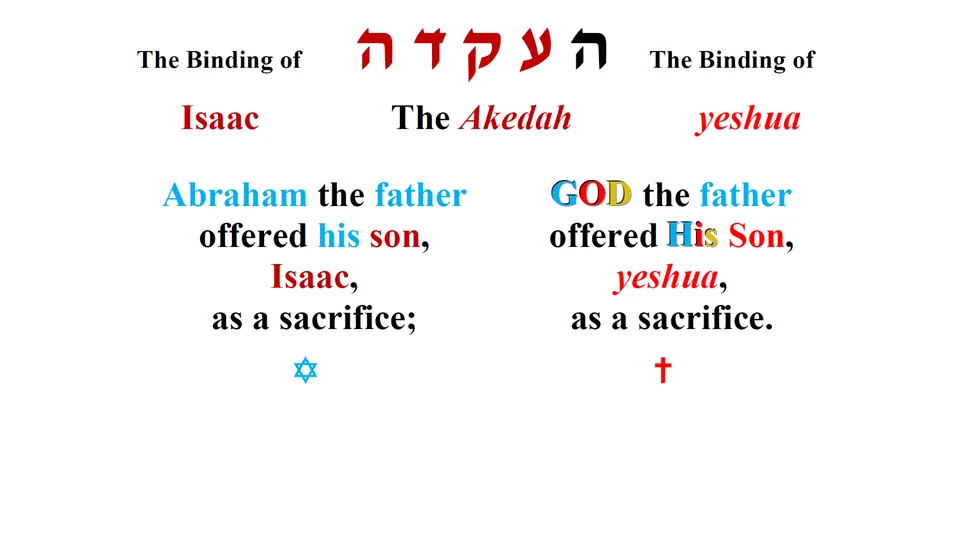 The Binding of העקדה The Binding of
Isaac The Akedah yeshua
Abraham the father
offered his son,
Isaac,
as a sacrifice;
✡
GOD the father
offered His Son,
yeshua,
as a sacrifice.
✝